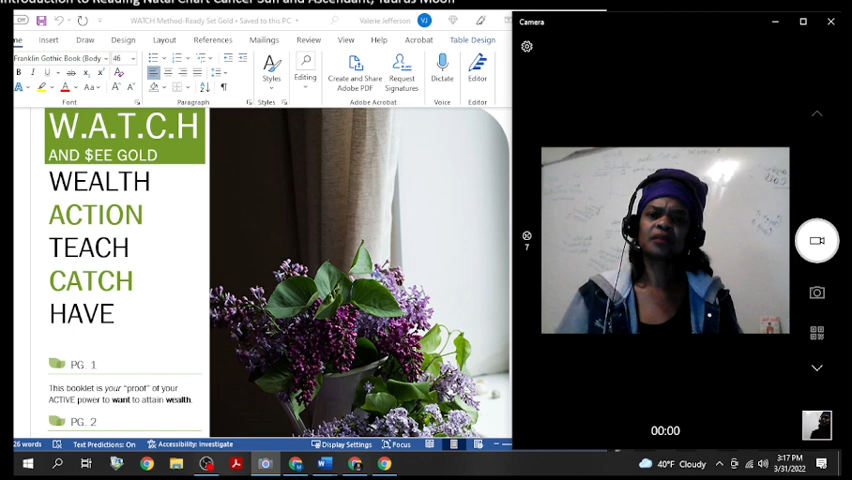 Introduction to Reading Natal Chart Cancer Sun and Ascendant, Taurus Moon
Off
WATCH Method-Ready Set Gold • Saved to this PC
Valerie Jefferson
VJ
me
Draw
Design
Layout
References
Mailings
Review
View
Help
Acrobat
Table Design
Franklin Gothic Book (Body
46
Styles
Editing
Create and Share
Adobe PDF
Request
Signatures
Dictate
Editor
Font
Paragraph
Styles
Adobe Acrobat
Voice
Editor
W.A.T.C.H
AND $EE GOLD
WEALTH
ACTION
TEACH
CATCH
HAVE
PG. 1
This booklet is your "proof" of your
ACTIVE power to want to attain wealth.
PG. 2
26 words
Text Predictions: On
Accessibility: Investigate
Display Settings
Focus
Camera
7
00:00
40°F Cloudy
3:17 PM
3/31/2022